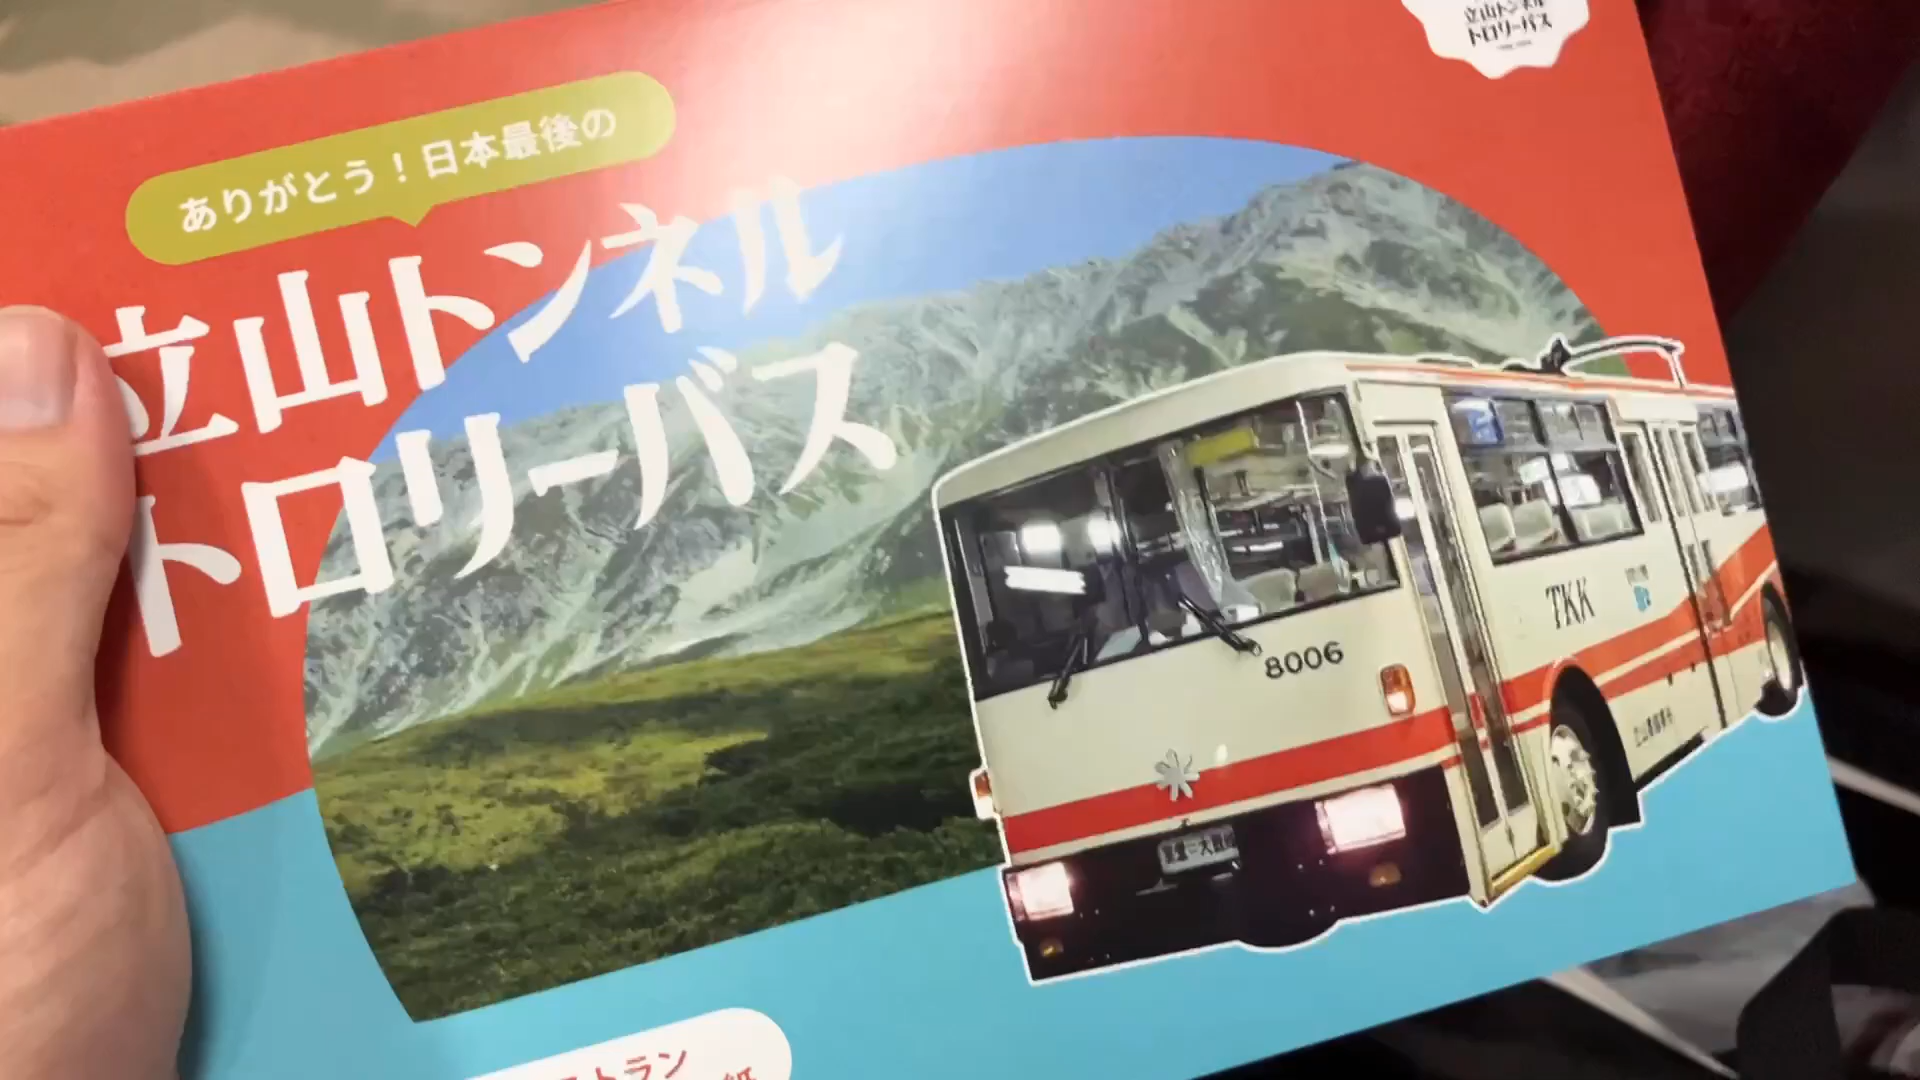 立山トンネル
トロリーバス
ありがとう！日本最後の
立山トンネル
トロリーバス
8006
TKK